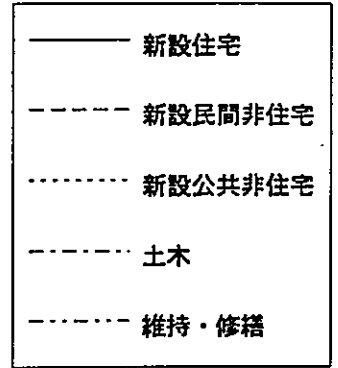 新設住宅
新設民間非住宅
新設公共非住宅
土木
維持・修繕